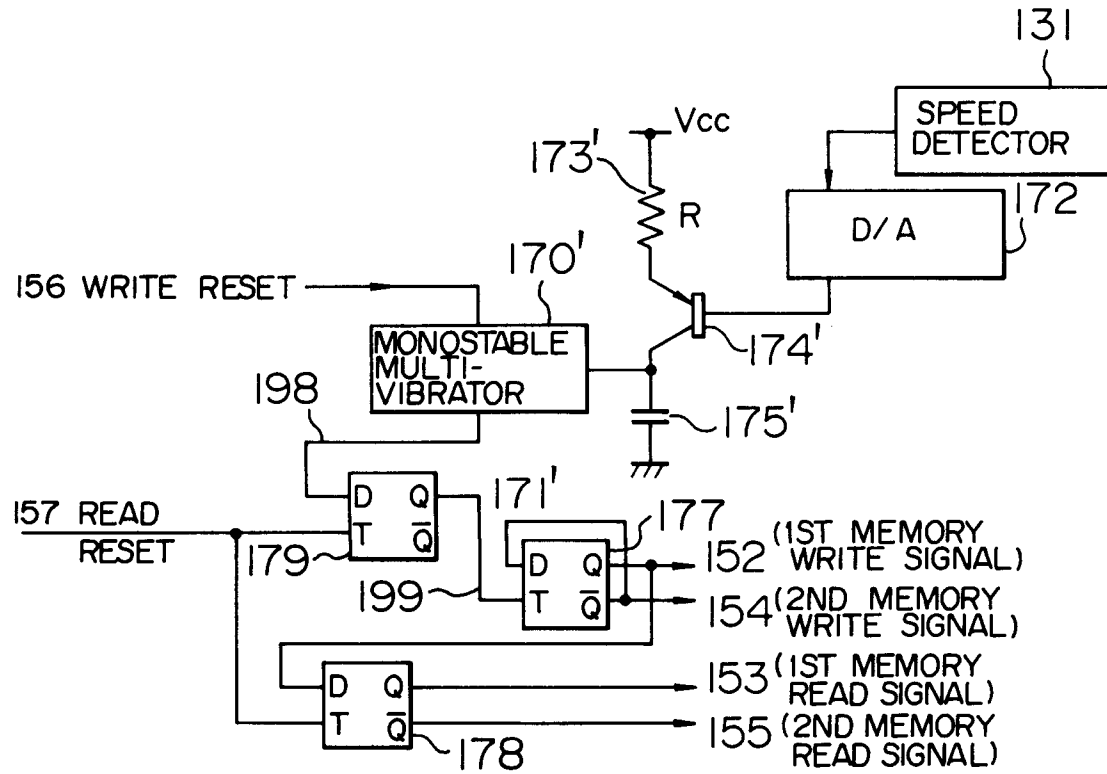 131
SPEED
DETECTOR
Vcc
173'
R
172
D/A
170'
156 WRITE RESET
MONOSTABLE
MULTI-
VIBRATOR
174'
175'
198
157 READ
RESET
D Q
T Q̅
179
171'
177
199
D Q
T Q̅
152 (1ST MEMORY
WRITE SIGNAL)
154 (2ND MEMORY
WRITE SIGNAL)
D Q
T Q̅
178
153 (1ST MEMORY
READ SIGNAL)
155 (2ND MEMORY
READ SIGNAL)